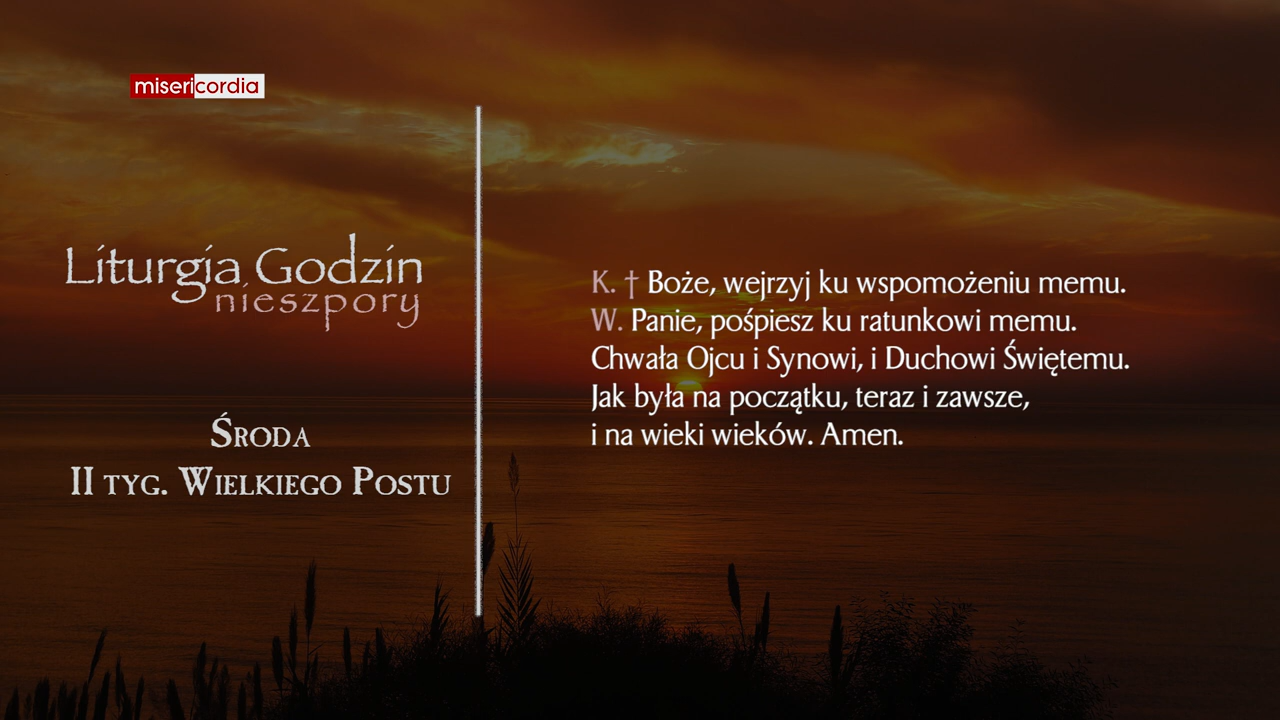 misericordia
Liturgia Godzin
nieszpory
Środa
II tyg. Wielkiego Postu
K. † Boże, wejrzyj ku wspomożeniu memu.
W. Panie, pośpiesz ku ratunkowi memu.
Chwała Ojcu i Synowi, i Duchowi Świętemu.
Jak była na początku, teraz i zawsze,
i na wieki wieków. Amen.